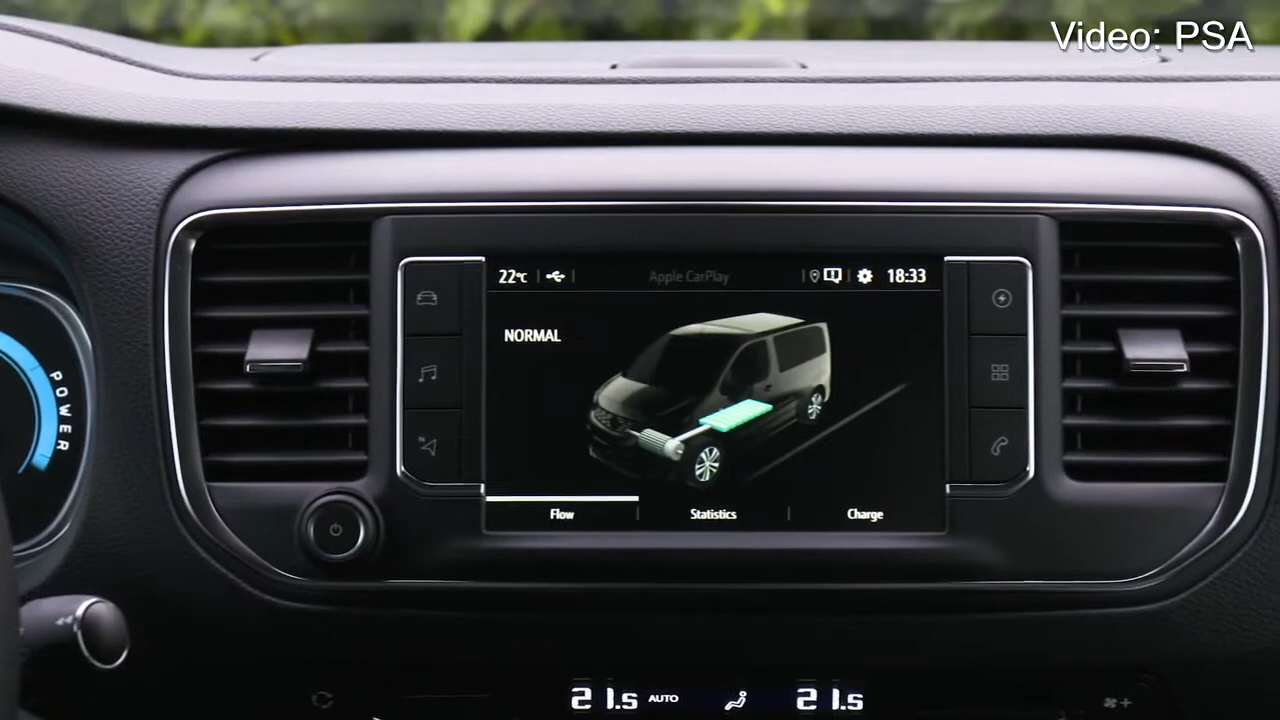 Video: PSA
22°C
Apple CarPlay
18:33
NORMAL
POWER
N
Flow
Statistics
Charge
21.5
AUTO
21.5